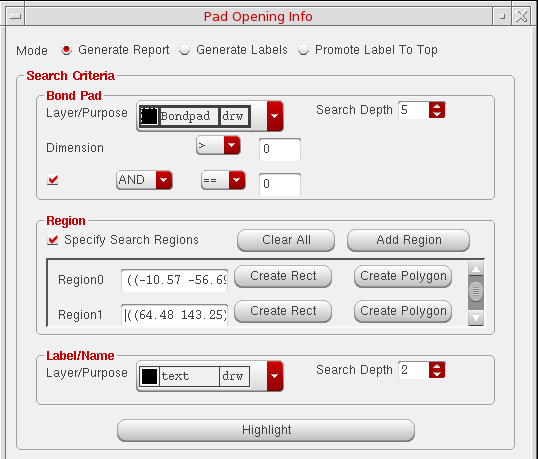 Pad Opening Info
Mode Generate Report Generate Labels Promote Label To Top
Search Criteria
Bond Pad
Layer/Purpose Bondpad drw Search Depth 5
Dimension > 0
AND == 0
Region
Specify Search Regions Clear All Add Region
Region0 ((-10.57 -56.69 Create Rect Create Polygon
Region1 ((64.48 143.25) Create Rect Create Polygon
Label/Name
Layer/Purpose text drw Search Depth 2
Highlight